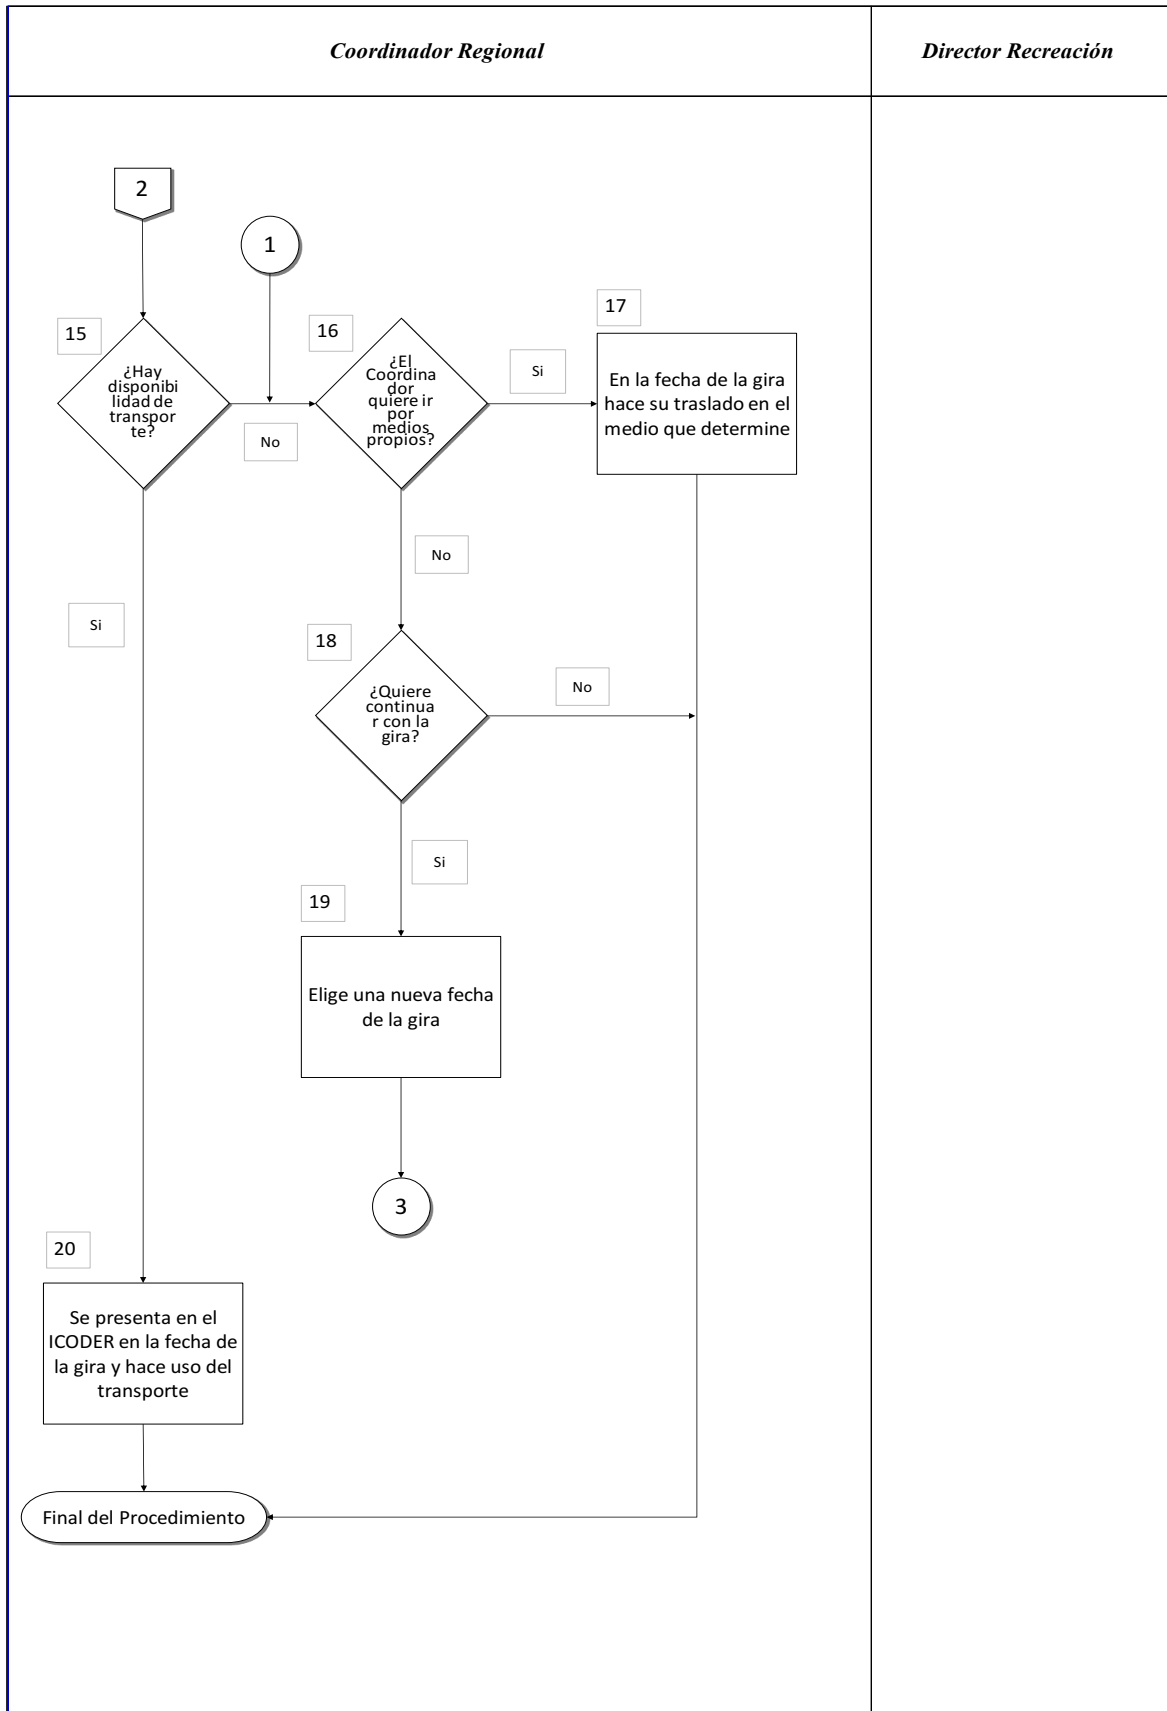 Coordinador Regional
Director Recreación
2
1
15
¿Hay
disponibi
lidad de
transpor
te?
No
16
¿El
Coordina
dor
quiere ir
por
medios
propios?
Si
17
En la fecha de la gira
hace su traslado en el
medio que determine
No
Si
18
¿Quiere
continua
r con la
gira?
No
Si
19
Elige una nueva fecha
de la gira
3
20
Se presenta en el
ICODER en la fecha de
la gira y hace uso del
transporte
Final del Procedimiento